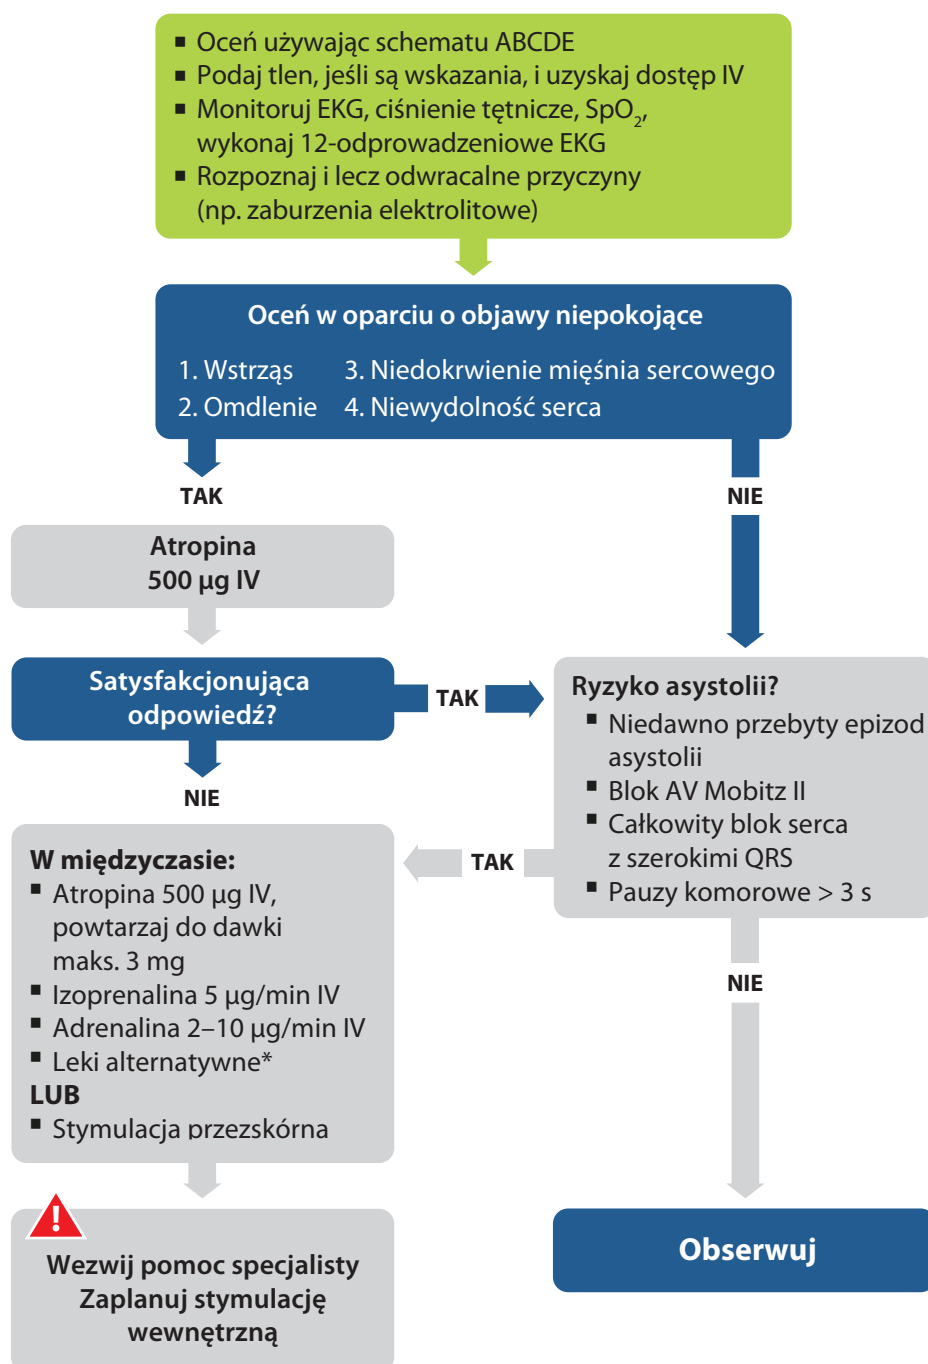 ▪ Oceń używając schematu ABCDE
▪ Podaj tlen, jeśli są wskazania, i uzyskaj dostęp IV
▪ Monitoruj EKG, ciśnienie tętnicze, SpO₂,
wykonaj 12-odprowadzeniowe EKG
▪ Rozpoznaj i lecz odwracalne przyczyny
(np. zaburzenia elektrolitowe)
Oceń w oparciu o objawy niepokojące
1. Wstrząs 3. Niedokrwienie mięśnia sercowego
2. Omdlenie 4. Niewydolność serca
TAK
NIE
Atropina
500 µg IV
Satysfakcjonująca
odpowiedź?
TAK
NIE
Ryzyko asystolii?
▪ Niedawno przebyty epizod
asystolii
▪ Blok AV Mobitz II
▪ Całkowity blok serca
z szerokimi QRS
▪ Pauzy komorowe > 3 s
TAK
NIE
W międzyczasie:
▪ Atropina 500 µg IV,
powtarzaj do dawki
maks. 3 mg
▪ Izoprenalina 5 µg/min IV
▪ Adrenalina 2–10 µg/min IV
▪ Leki alternatywne*
LUB
▪ Stymulacja przezskórna
!
Wezwij pomoc specjalisty
Zaplanuj stymulację
wewnętrzną
Obserwuj